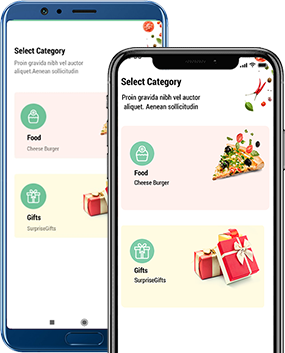 Select Category
Proin gravida nibh vel auctor
aliquet.Aenean sollicitudin
Food
Cheese Burger
Gifts
SurpriseGifts
Select Category
Proin gravida nibh vel auctor
aliquet. Aenean sollicitudin
Food
Cheese Burger
Gifts
SurpriseGifts